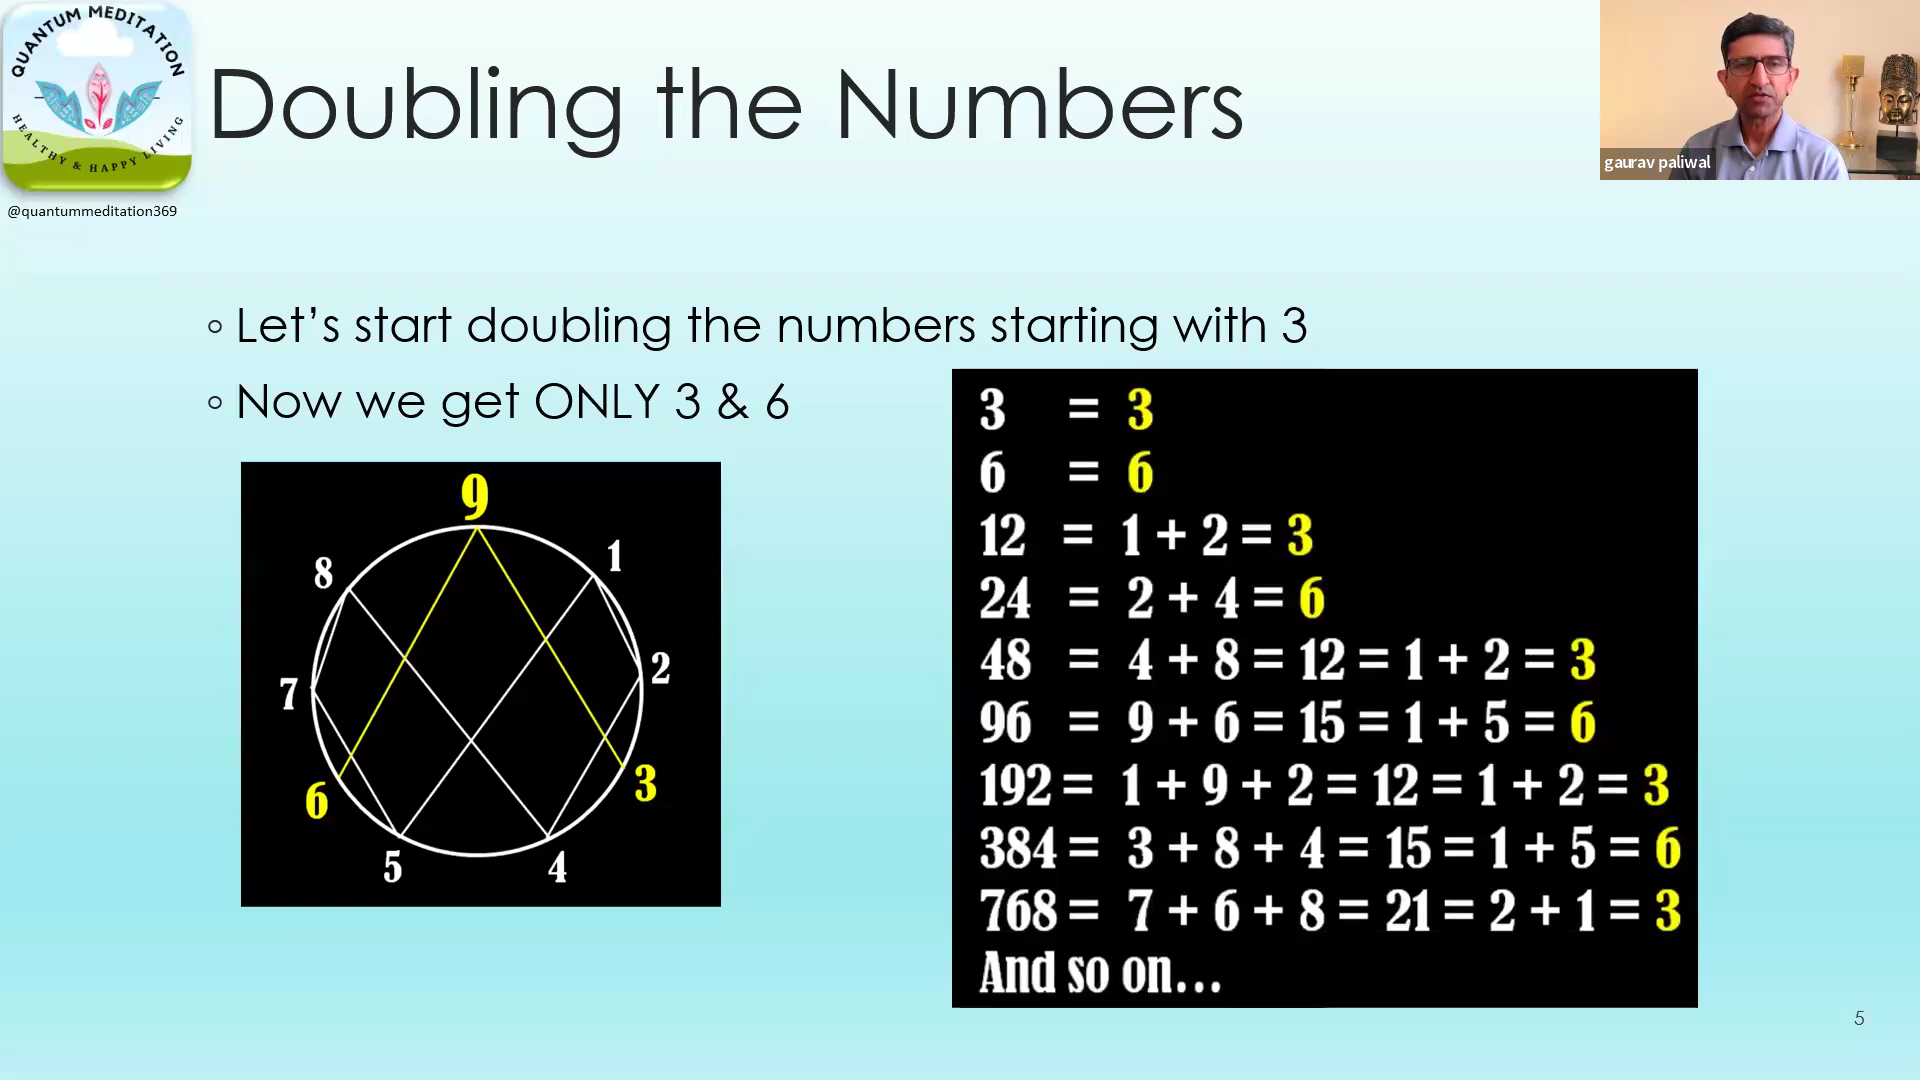 QUANTUM MEDITATION
HEALTHY & HAPPY LIVING
@quantummeditation369
Doubling the Numbers
gaurav paliwal
◦ Let’s start doubling the numbers starting with 3
◦ Now we get ONLY 3 & 6
9
1
8
2
7
3
6
5
4
3 = 3
6 = 6
12 = 1 + 2 = 3
24 = 2 + 4 = 6
48 = 4 + 8 = 12 = 1 + 2 = 3
96 = 9 + 6 = 15 = 1 + 5 = 6
192 = 1 + 9 + 2 = 12 = 1 + 2 = 3
384 = 3 + 8 + 4 = 15 = 1 + 5 = 6
768 = 7 + 6 + 8 = 21 = 2 + 1 = 3
And so on...
5